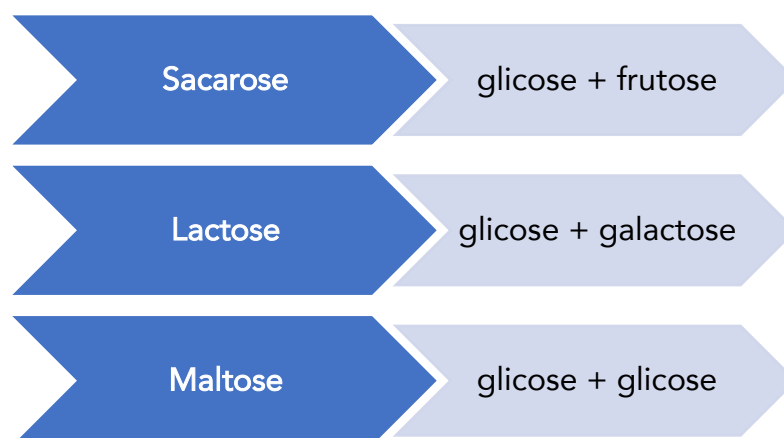 Sacarose
glicose + frutose
Lactose
glicose + galactose
Maltose
glicose + glicose